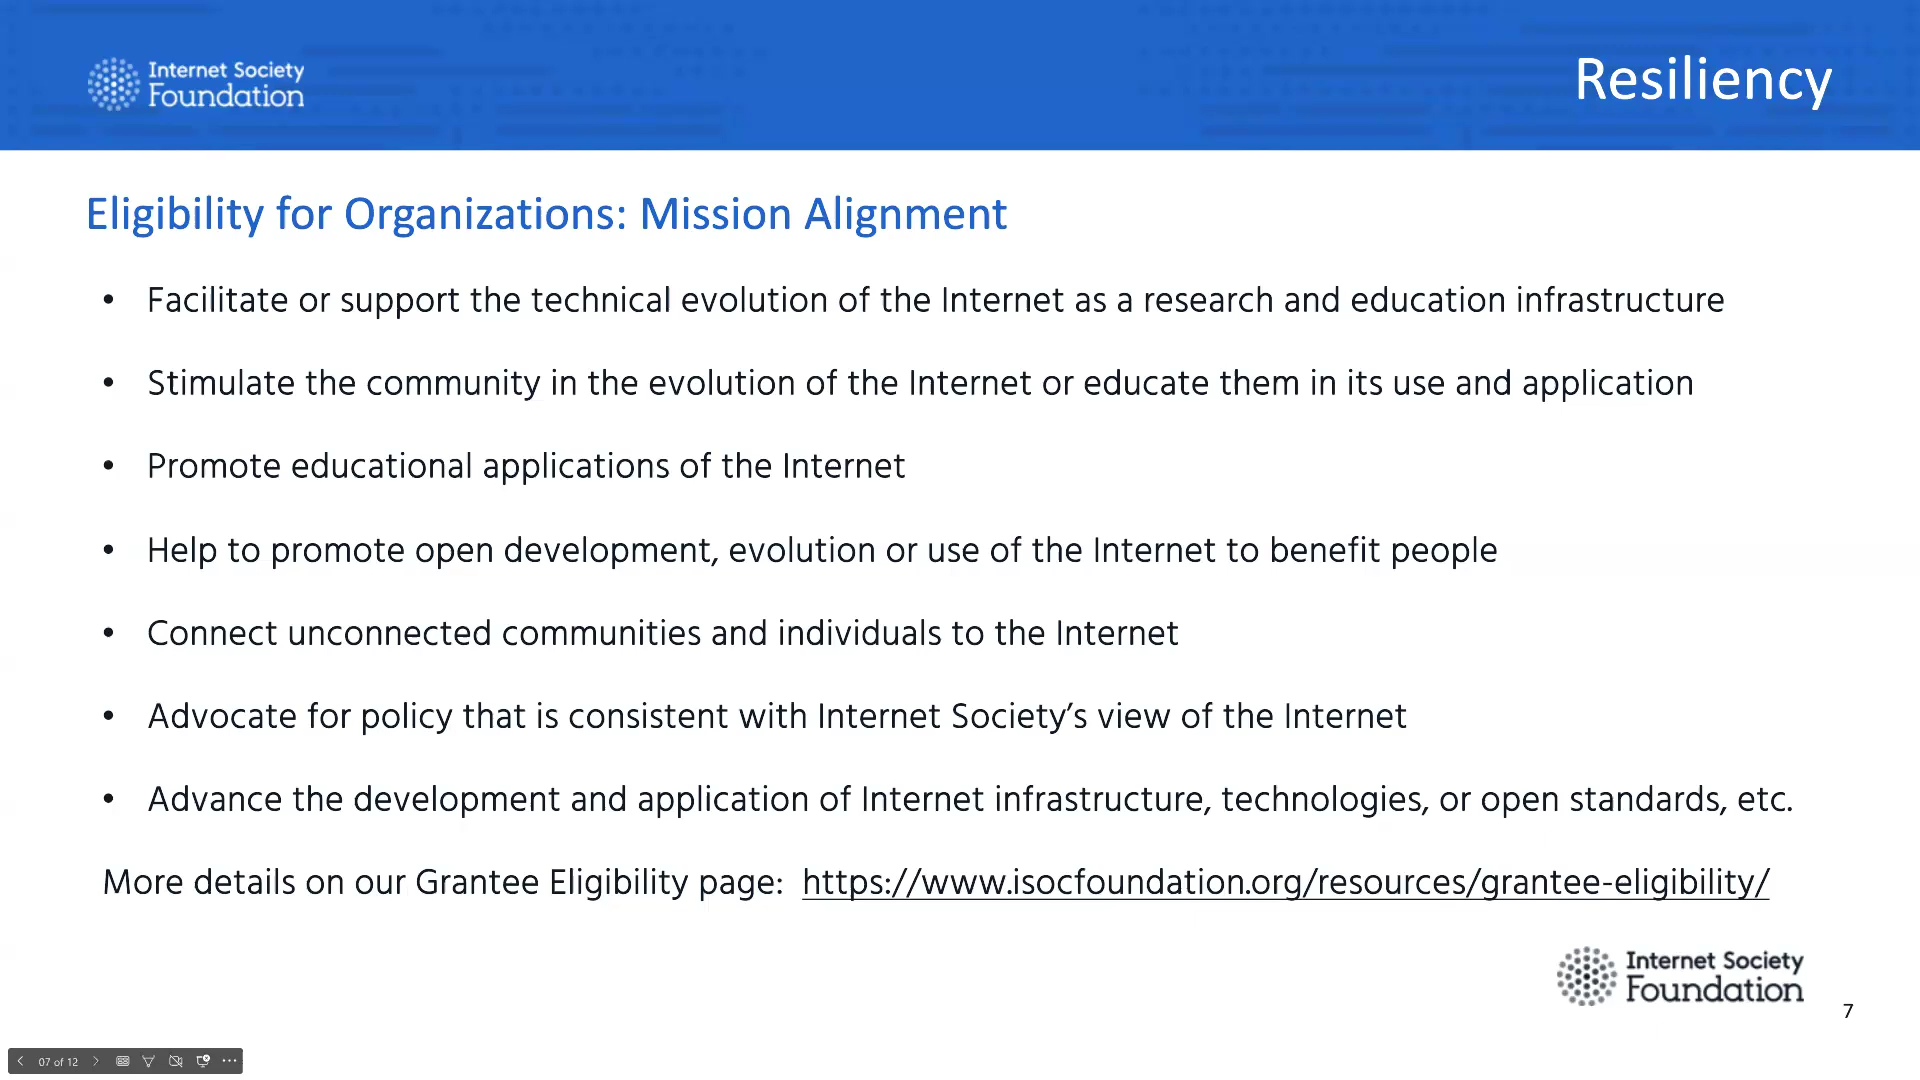 Internet Society
Foundation
Resiliency
Eligibility for Organizations: Mission Alignment
• Facilitate or support the technical evolution of the Internet as a research and education infrastructure
• Stimulate the community in the evolution of the Internet or educate them in its use and application
• Promote educational applications of the Internet
• Help to promote open development, evolution or use of the Internet to benefit people
• Connect unconnected communities and individuals to the Internet
• Advocate for policy that is consistent with Internet Society’s view of the Internet
• Advance the development and application of Internet infrastructure, technologies, or open standards, etc.
More details on our Grantee Eligibility page: https://www.isocfoundation.org/resources/grantee-eligibility/
Internet Society
Foundation
7
07 of 12